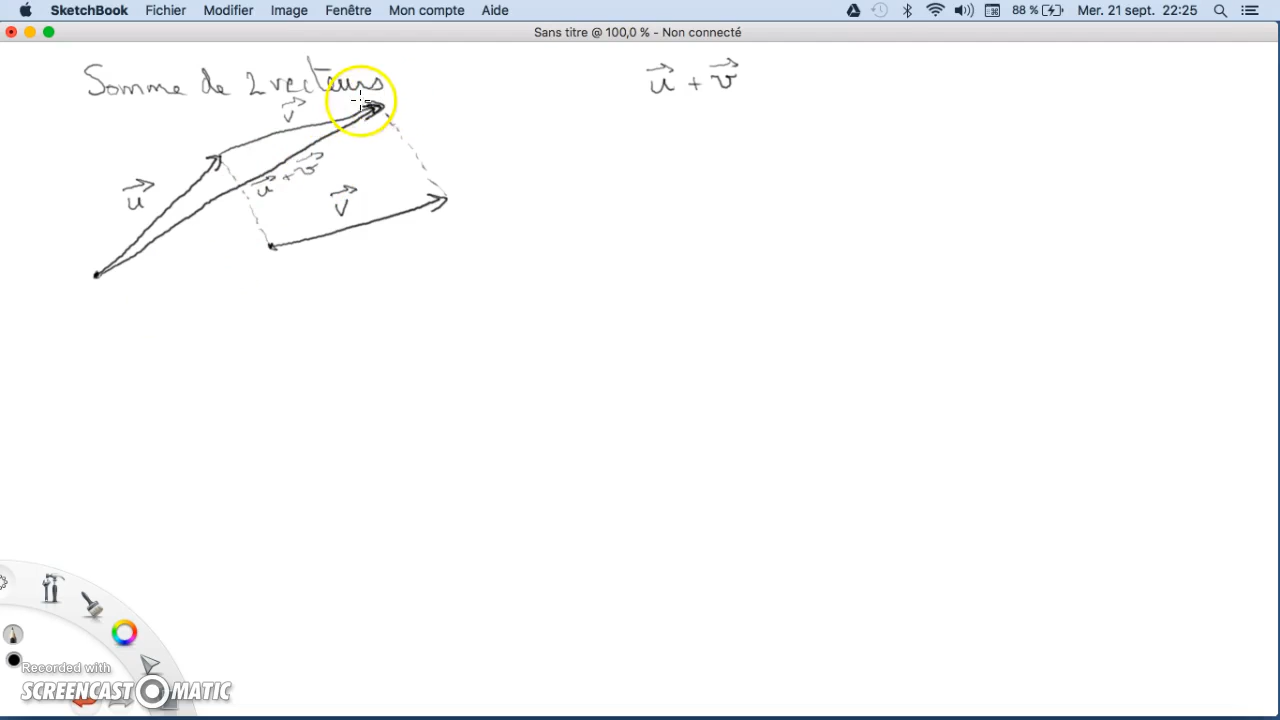 SketchBook Fichier Modifier Image Fenêtre Mon compte Aide 88 % Mer. 21 sept. 22:25
Sans titre @ 100,0 % - Non connecté
Somme de 2 vecteurs
u⃗ + v⃗
v⃗
u⃗ + v⃗
u⃗
v⃗
Recorded with
SCREENCAST MATIC